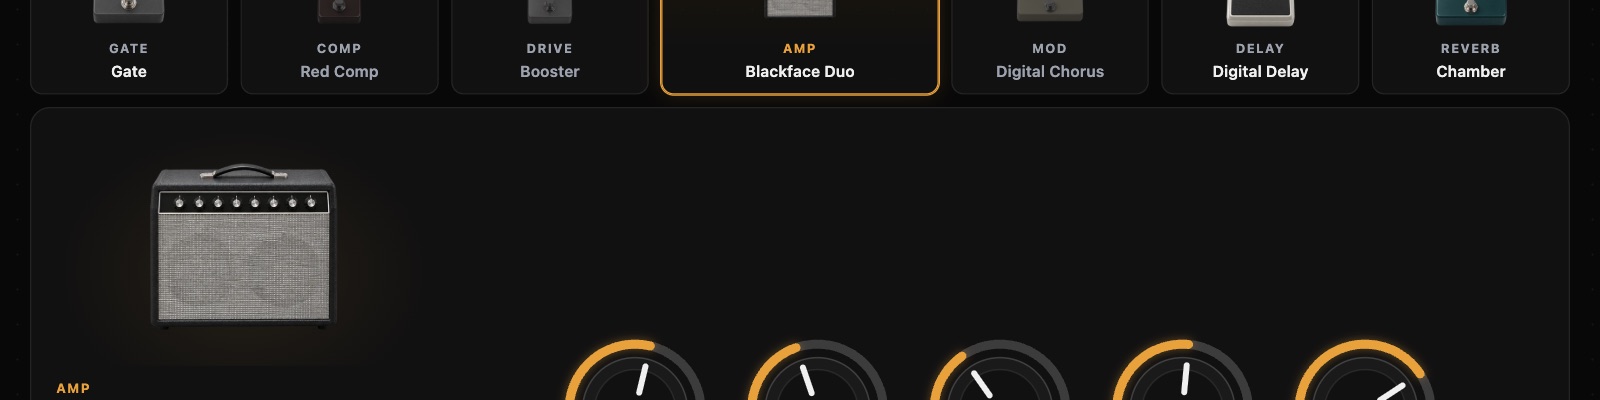 GATE
Gate
COMP
Red Comp
DRIVE
Booster
AMP
Blackface Duo
MOD
Digital Chorus
DELAY
Digital Delay
REVERB
Chamber
AMP